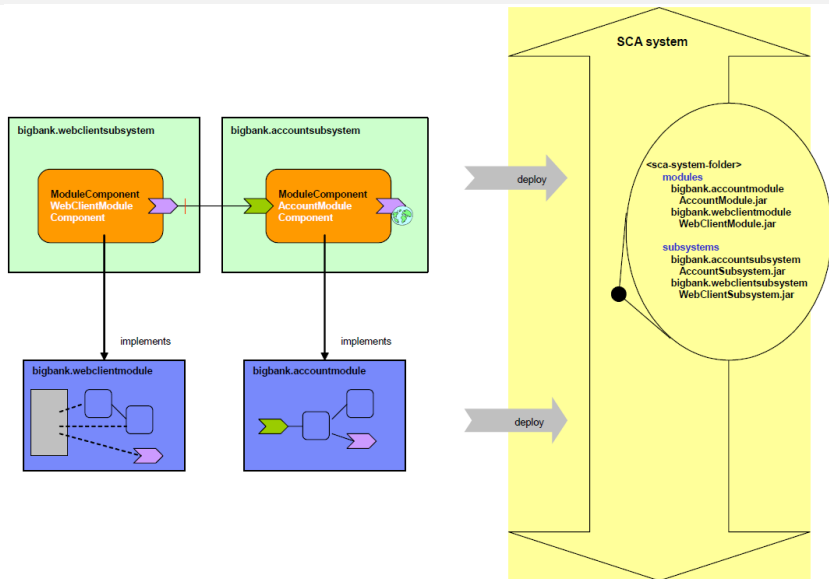 SCA system
bigbank.webclientsubsystem
bigbank.accountsubsystem
ModuleComponent
WebClientModule
Component
ModuleComponent
AccountModule
Component
deploy
<sca-system-folder>
modules
bigbank.accountmodule
AccountModule.jar
bigbank.webclientmodule
WebClientModule.jar
subsystems
bigbank.accountsubsystem
AccountSubsystem.jar
bigbank.webclientsubsystem
WebClientSubsystem.jar
implements
implements
bigbank.webclientmodule
bigbank.accountmodule
deploy